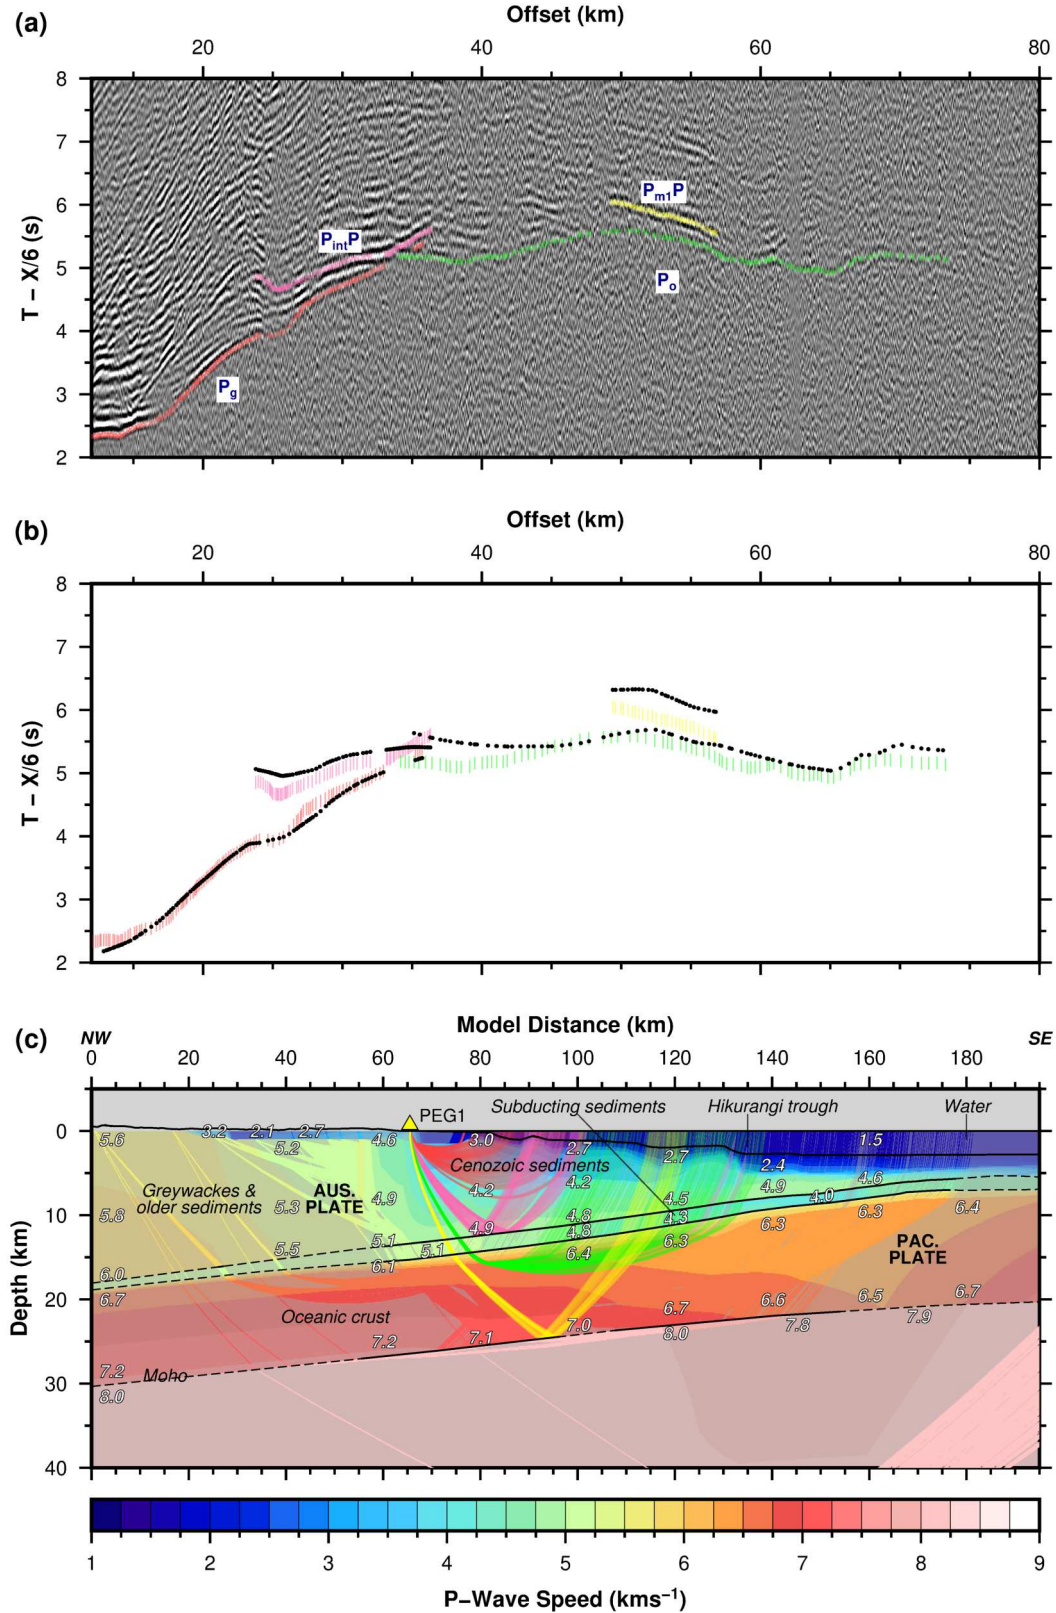 (a)
Offset (km)
20 40 60 80
8
7
6
5
4
3
2
T − X/6 (s)
PintP
Pm1P
Po
Pg
(b)
Offset (km)
20 40 60 80
8
7
6
5
4
3
2
T − X/6 (s)
(c)
Model Distance (km)
NW SE
0 20 40 60 80 100 120 140 160 180
PEG1 Subducting sediments Hikurangi trough Water
0
10
20
30
40
Depth (km)
5.6 3.2 2.1 2.7 4.6 3.0 1.5
5.2 2.7 2.7 2.4
Cenozoic sediments
4.2 4.2 4.9 4.6
Greywackes &
older sediments
AUS.
PLATE
5.3 4.9 4.5 4.0
5.8 4.9 4.8 4.3 6.3 6.3 6.4
5.5 5.1 5.1 4.8 6.3
PAC.
PLATE
6.0 6.1 6.4
6.7 6.7 6.6 6.5 6.7
Oceanic crust
7.2 7.1 7.0 8.0 7.8 7.9
7.2 Moho
8.0
1 2 3 4 5 6 7 8 9
P−Wave Speed (kms−1)